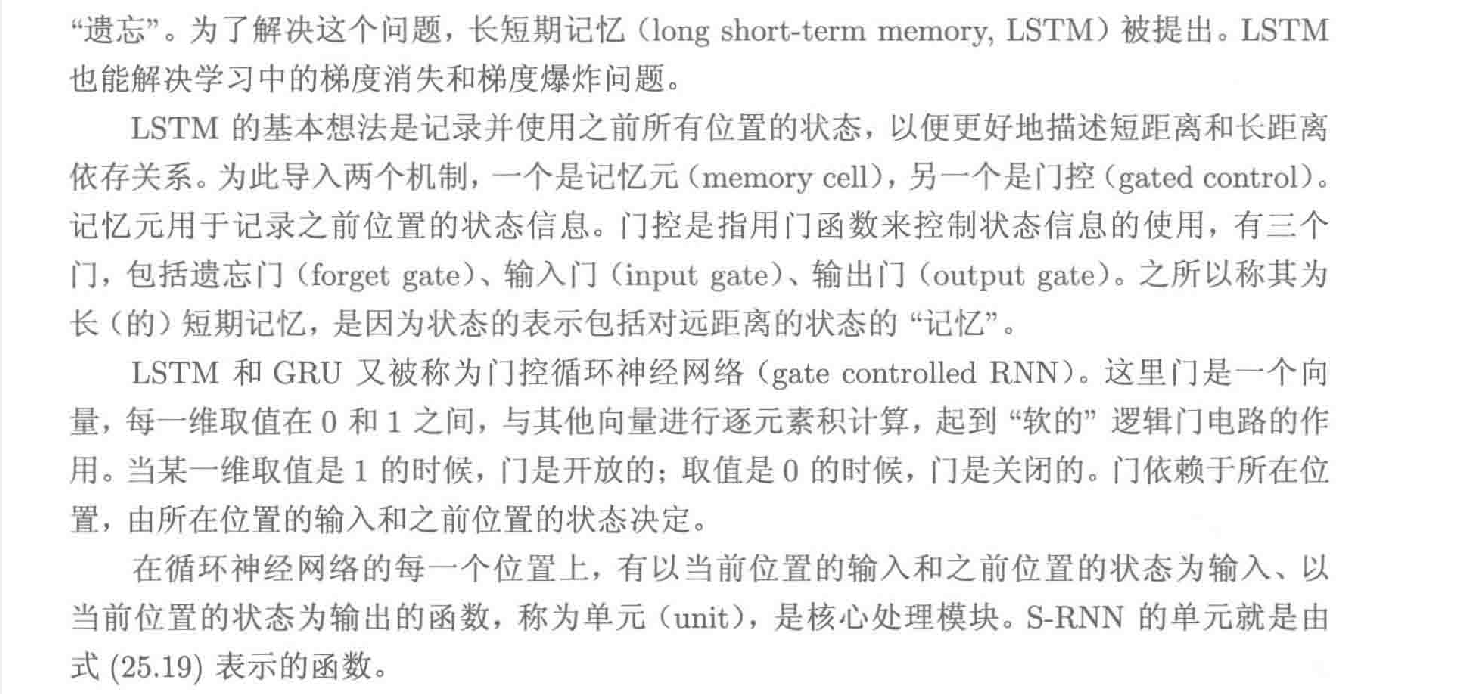 “遗忘”。为了解决这个问题，长短期记忆（long short-term memory, LSTM）被提出。LSTM
也能解决学习中的梯度消失和梯度爆炸问题。
LSTM 的基本想法是记录并使用之前所有位置的状态，以便更好地描述短距离和长距离
依存关系。为此导入两个机制，一个是记忆元（memory cell），另一个是门控（gated control）。
记忆元用于记录之前位置的状态信息。门控是指用门函数来控制状态信息的使用，有三个
门，包括遗忘门（forget gate）、输入门（input gate）、输出门（output gate）。之所以称其为
长（的）短期记忆，是因为状态的表示包括对远距离的状态的“记忆”。
LSTM 和 GRU 又被称为门控循环神经网络（gate controlled RNN）。这里门是一个向
量，每一维取值在 0 和 1 之间，与其他向量进行逐元素积计算，起到“软的”逻辑门电路的作
用。当某一维取值是 1 的时候，门是开放的；取值是 0 的时候，门是关闭的。门依赖于所在位
置，由所在位置的输入和之前位置的状态决定。
在循环神经网络的每一个位置上，有以当前位置的输入和之前位置的状态为输入、以
当前位置的状态为输出的函数，称为单元（unit），是核心处理模块。S-RNN 的单元就是由
式 (25.19) 表示的函数。